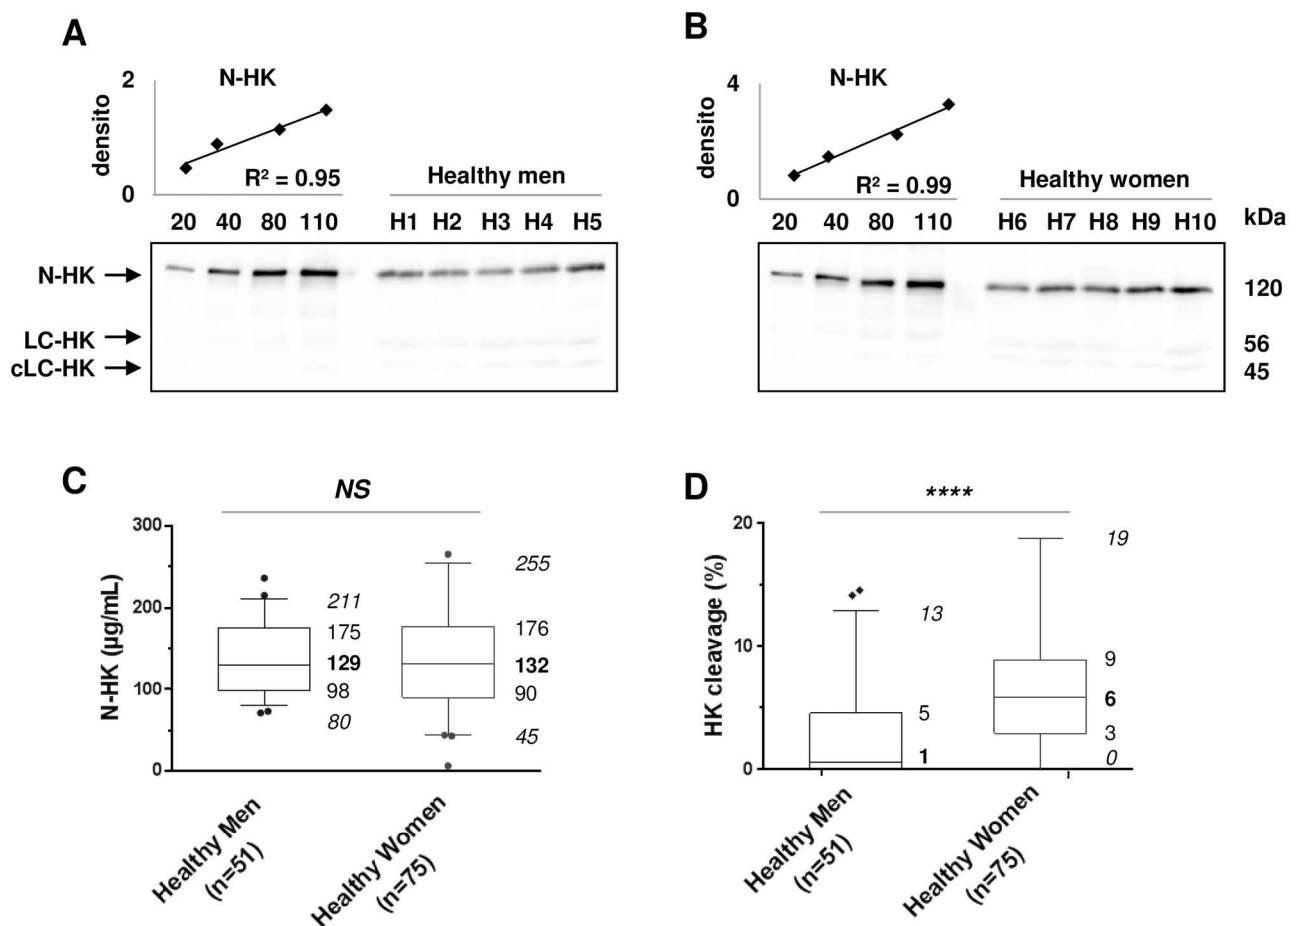 A
N-HK
2
densito
0
R² = 0.95
Healthy men
20 40 80 110 H1 H2 H3 H4 H5
N-HK
LC-HK
cLC-HK
B
N-HK
4
densito
0
R² = 0.99
Healthy women
20 40 80 110 H6 H7 H8 H9 H10 kDa
120
56
45
C
NS
N-HK (µg/mL)
300
200
100
0
211
175
129
98
80
255
176
132
90
45
Healthy Men
(n=51)
Healthy Women
(n=75)
D
****
HK cleavage (%)
20
10
0
13
5
1
19
9
6
3
0
Healthy Men
(n=51)
Healthy Women
(n=75)